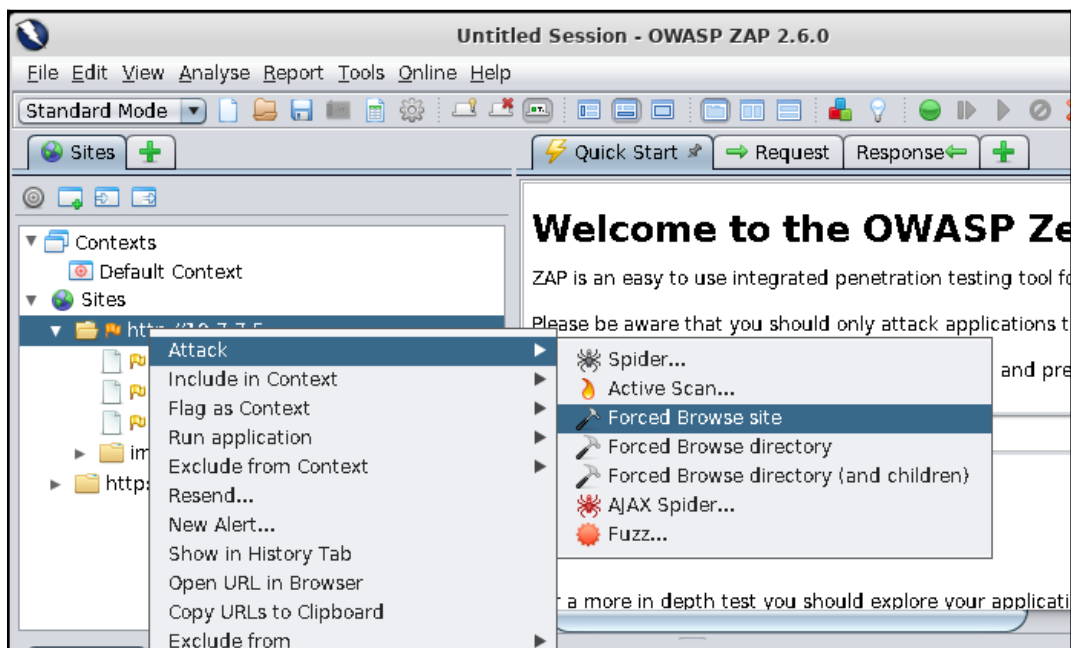 Untitled Session - OWASP ZAP 2.6.0
File Edit View Analyse Report Tools Online Help
Standard Mode
Sites
Quick Start Request Response
Contexts
Default Context
Sites
Welcome to the OWASP Ze
ZAP is an easy to use integrated penetration testing tool fo
Please be aware that you should only attack applications t
and pre
r a more in depth test you should explore your applicati
im
https
Attack
Include in Context
Flag as Context
Run application
Exclude from Context
Resend...
New Alert...
Show in History Tab
Open URL in Browser
Copy URLs to Clipboard
Exclude from
Spider...
Active Scan...
Forced Browse site
Forced Browse directory
Forced Browse directory (and children)
AJAX Spider...
Fuzz...